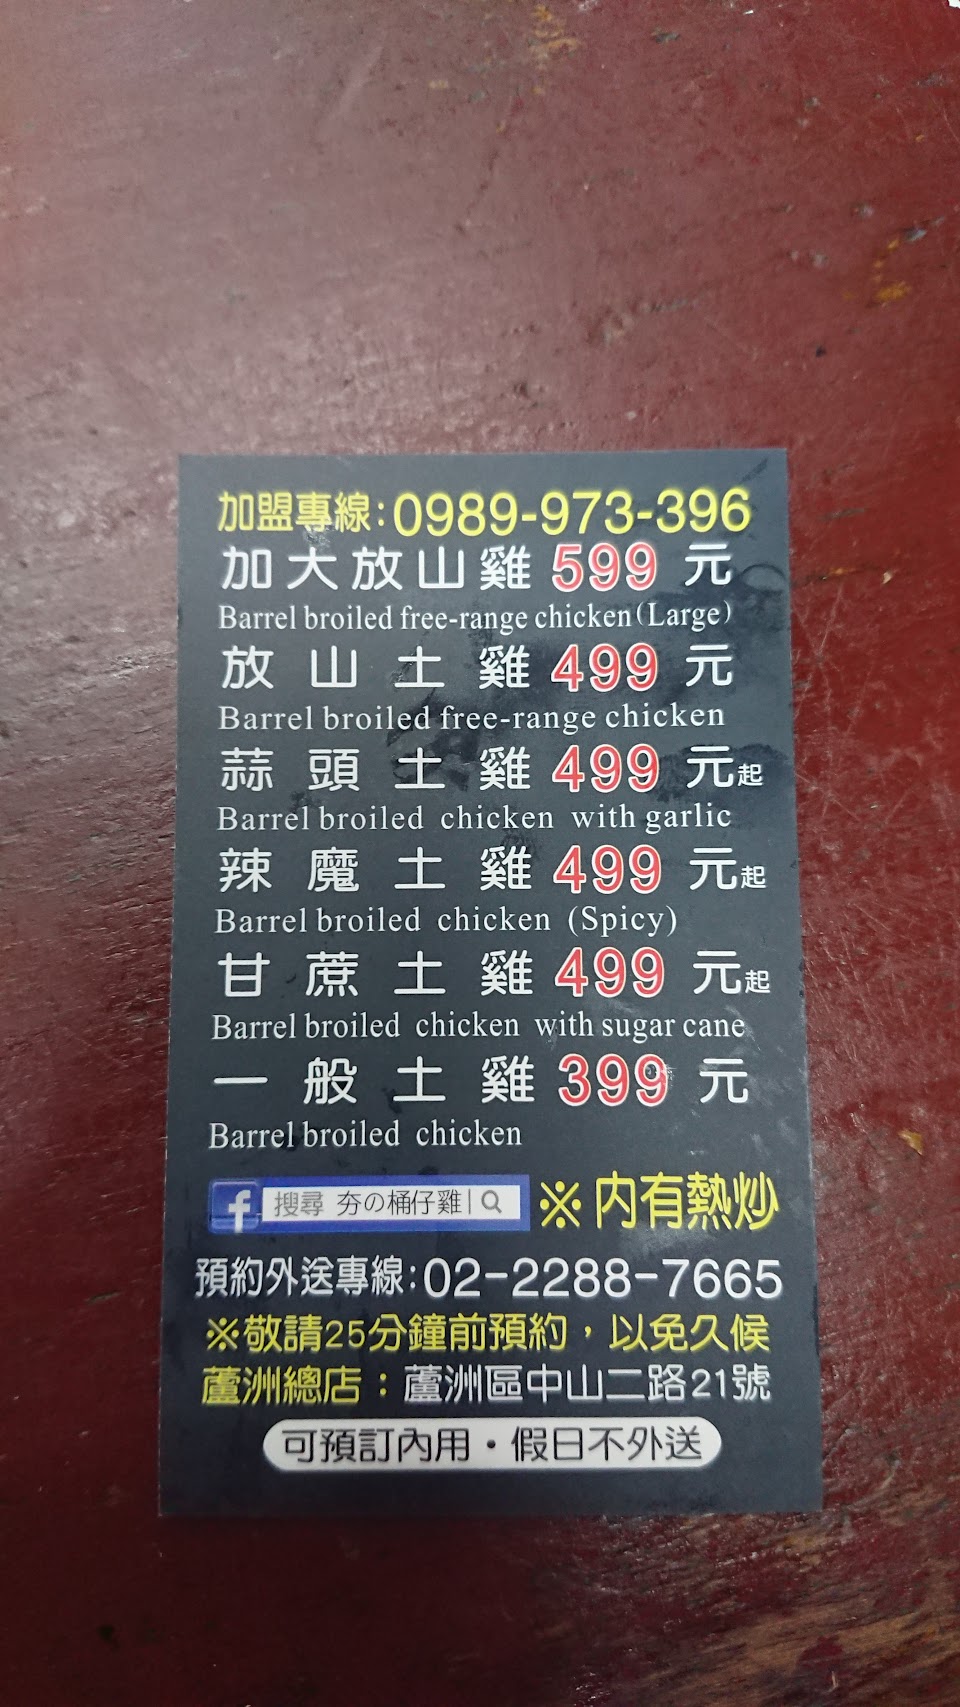 加盟專線:0989-973-396
加大放山雞 599 元
Barrel broiled free-range chicken(Large)
放山土雞 499 元
Barrel broiled free-range chicken
蒜頭土雞 499 元起
Barrel broiled chicken with garlic
辣魔土雞 499 元起
Barrel broiled chicken (Spicy)
甘蔗土雞 499 元起
Barrel broiled chicken with sugar cane
一般土雞 399 元
Barrel broiled chicken
f 搜尋 夯の桶仔雞 ※內有熱炒
預約外送專線:02-2288-7665
※敬請25分鐘前預約，以免久候
蘆洲總店：蘆洲區中山二路21號
可預訂內用・假日不外送